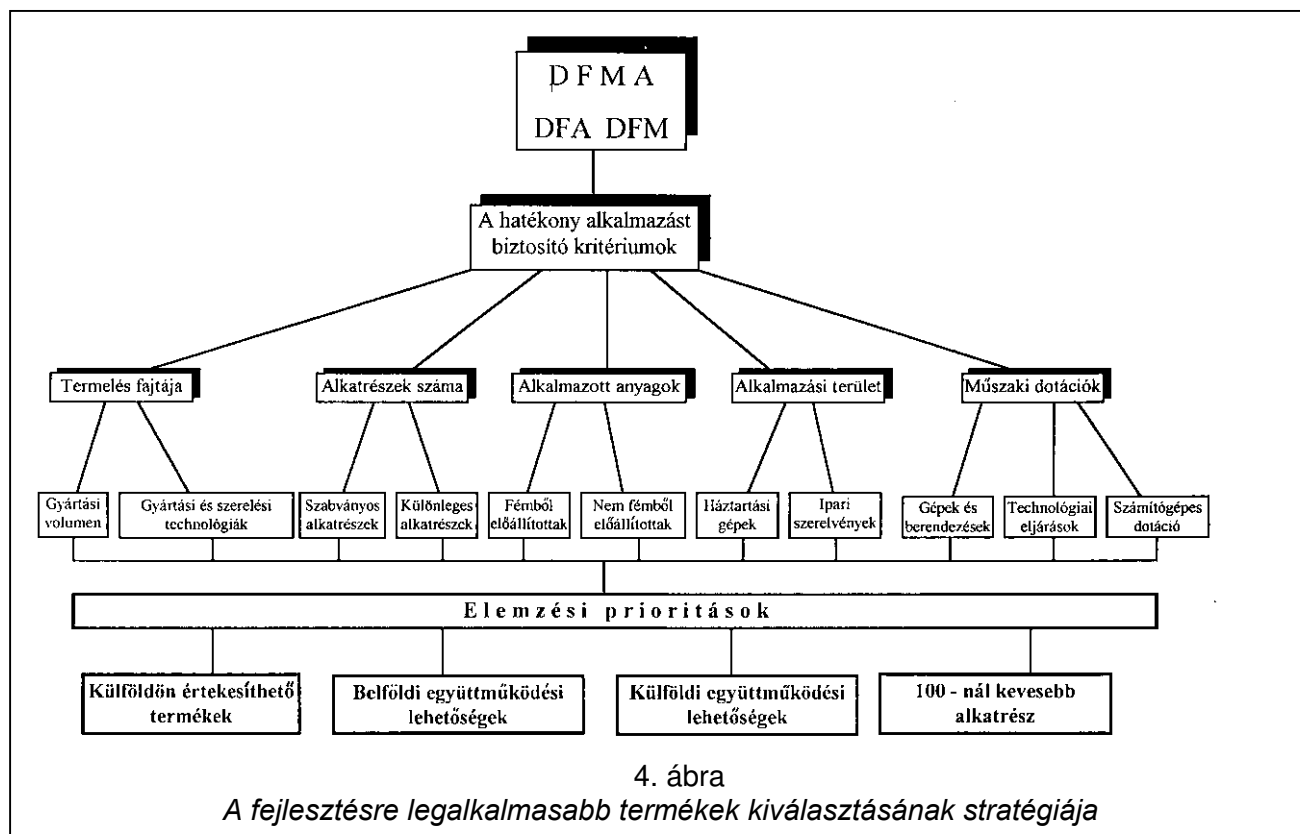 D F M A
DFA DFM
A hatékony alkalmazást
biztosító kritériumok
Termelés fajtája
Alkatrészek száma
Alkalmazott anyagok
Alkalmazási terület
Műszaki dotációk
Gyártási
volumen
Gyártási és szerelési
technológiák
Szabványos
alkatrészek
Különleges
alkatrészek
Fémből
előállítottak
Nem fémből
előállítottak
Háztartási
gépek
Ipari
szerelvények
Gépek és
berendezések
Technológiai
eljárások
Számítógépes
dotáció
Elemzési prioritások
Külföldön értekesíthető
termékek
Belföldi együttműködési
lehetőségek
Külföldi együttműködési
lehetőségek
100 - nál kevesebb
alkatrész
4. ábra
A fejlesztésre legalkalmasabb termékek kiválasztásának stratégiája